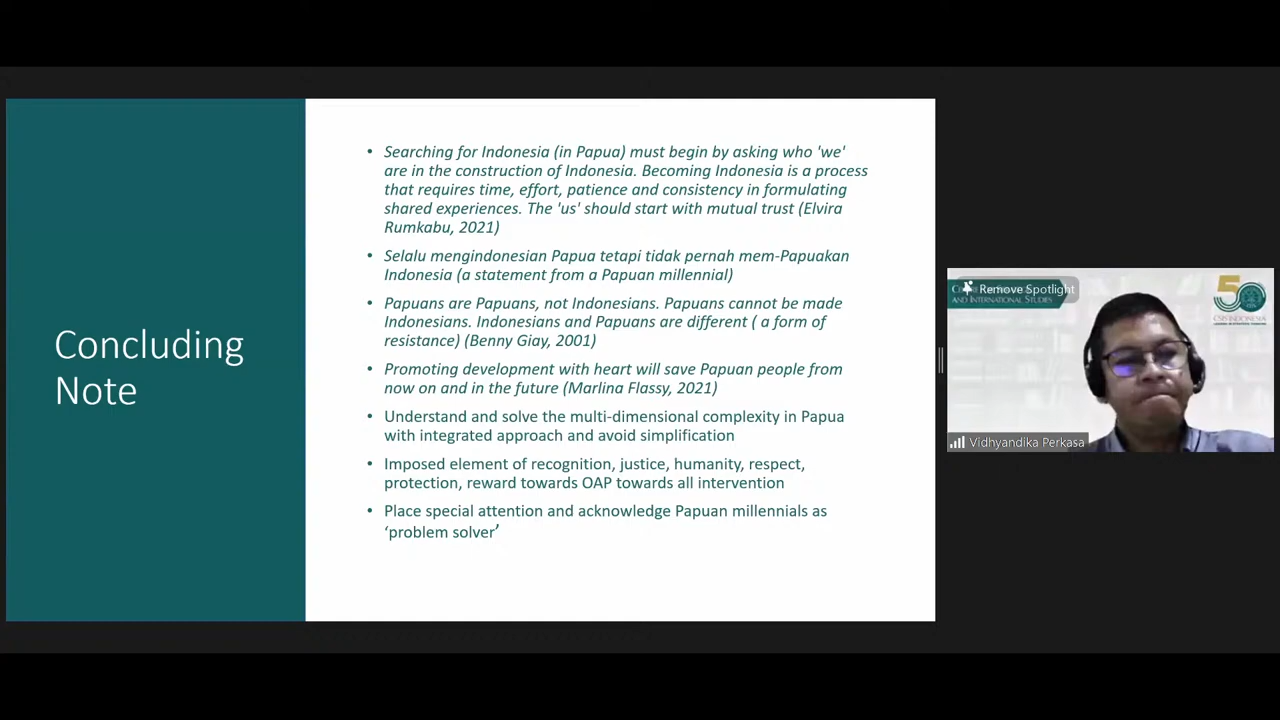 Concluding
Note
• Searching for Indonesia (in Papua) must begin by asking who 'we'
are in the construction of Indonesia. Becoming Indonesia is a process
that requires time, effort, patience and consistency in formulating
shared experiences. The 'us' should start with mutual trust (Elvira
Rumkabu, 2021)
• Selalu mengindonesian Papua tetapi tidak pernah mem-Papuakan
Indonesia (a statement from a Papuan millennial)
• Papuans are Papuans, not Indonesians. Papuans cannot be made
Indonesians. Indonesians and Papuans are different ( a form of
resistance) (Benny Giay, 2001)
• Promoting development with heart will save Papuan people from
now on and in the future (Marlina Flassy, 2021)
• Understand and solve the multi-dimensional complexity in Papua
with integrated approach and avoid simplification
• Imposed element of recognition, justice, humanity, respect,
protection, reward towards OAP towards all intervention
• Place special attention and acknowledge Papuan millennials as
‘problem solver’
Remove Spotlight
and International Studies
50
CSIS INDONESIA
Vidhyandika Perkasa